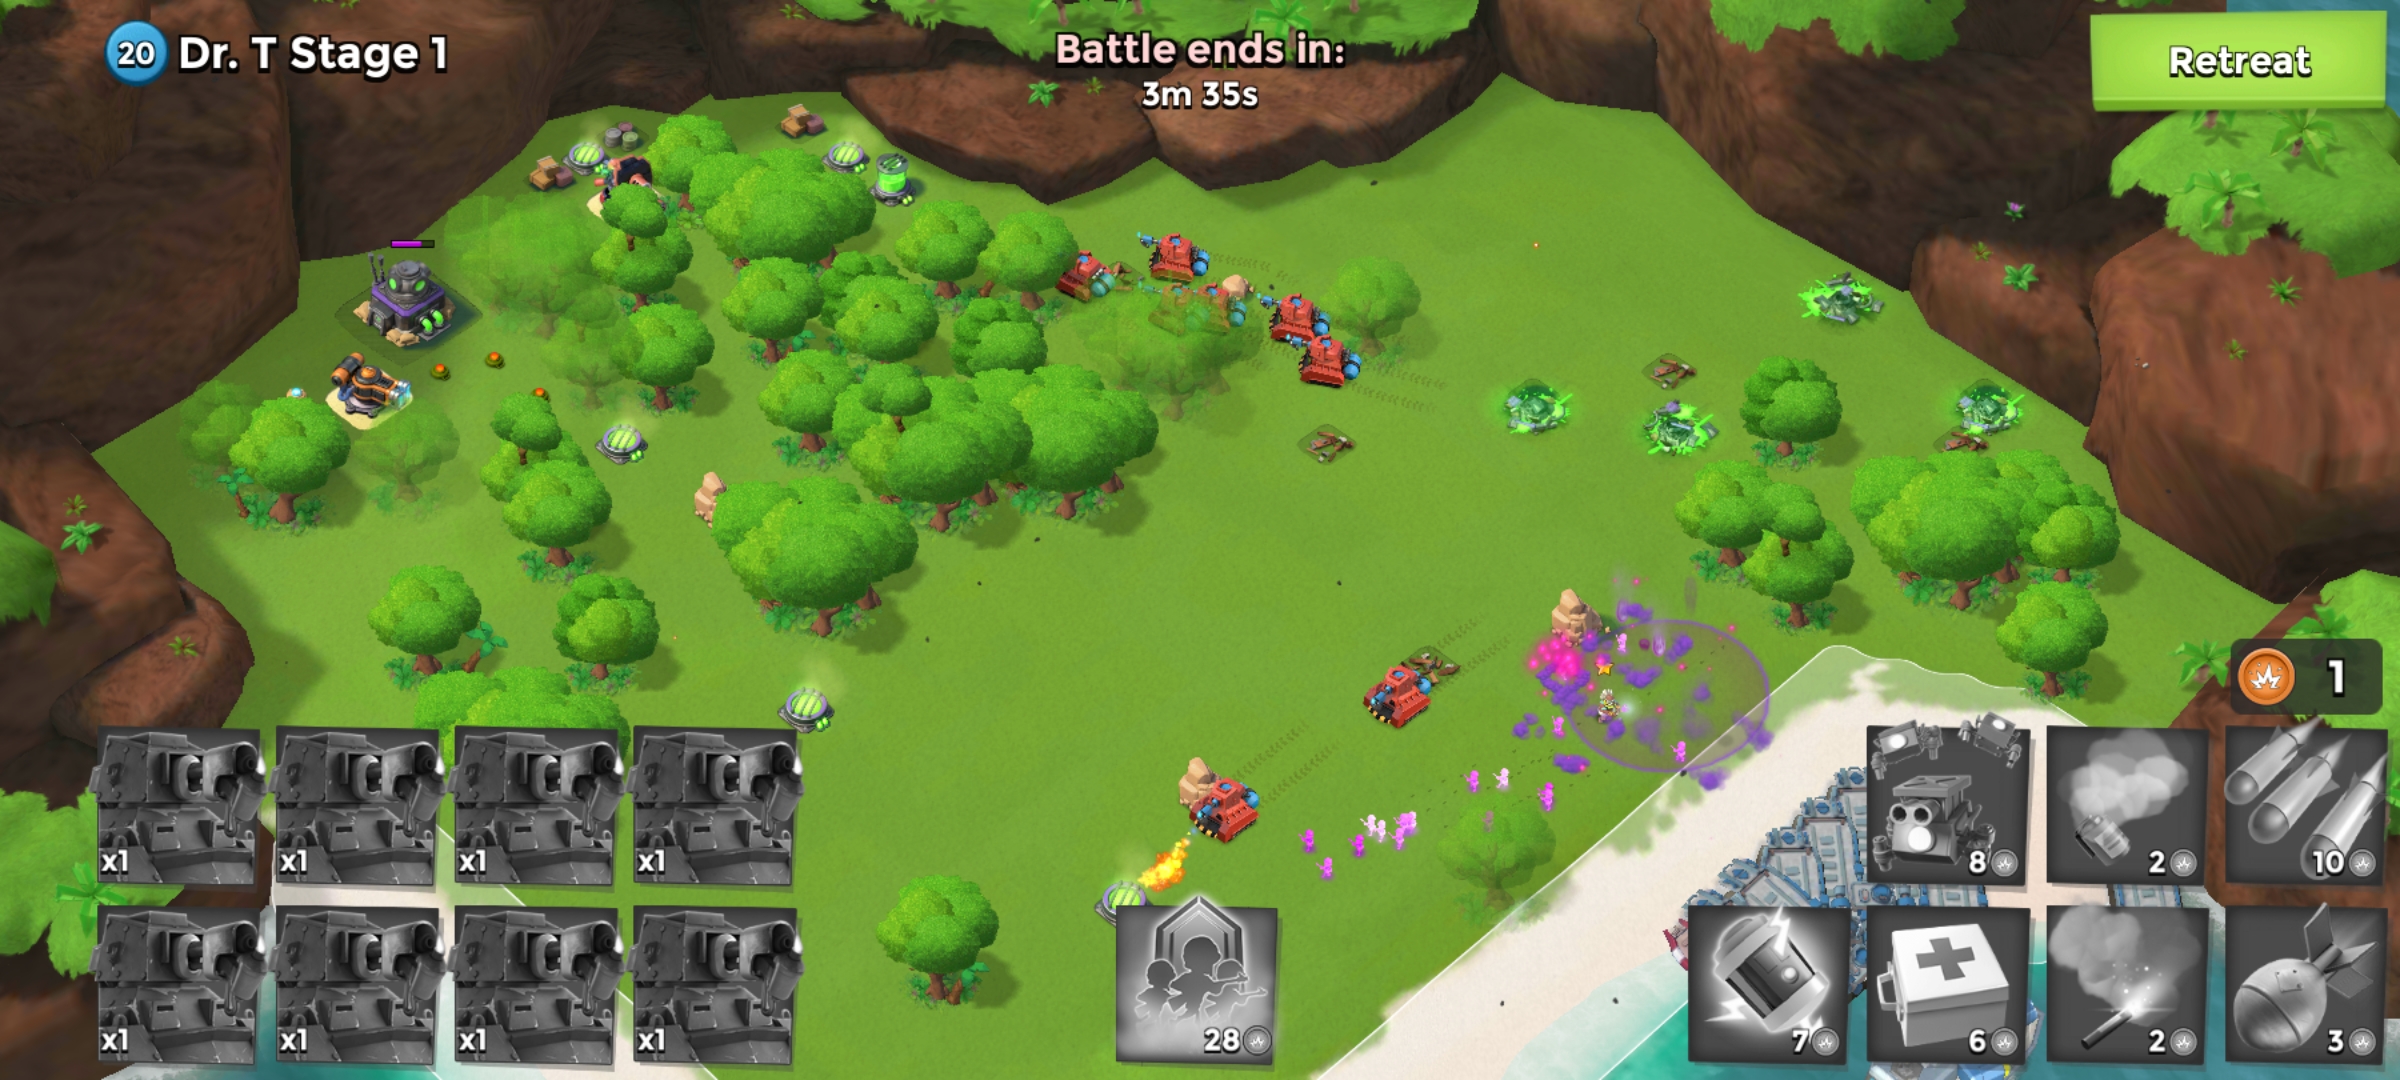 20 Dr. T Stage 1
Battle ends in:
3m 35s
Retreat
1
x1 x1 x1 x1
8 2 10
x1 x1 x1 x1
28
7 6 2 3